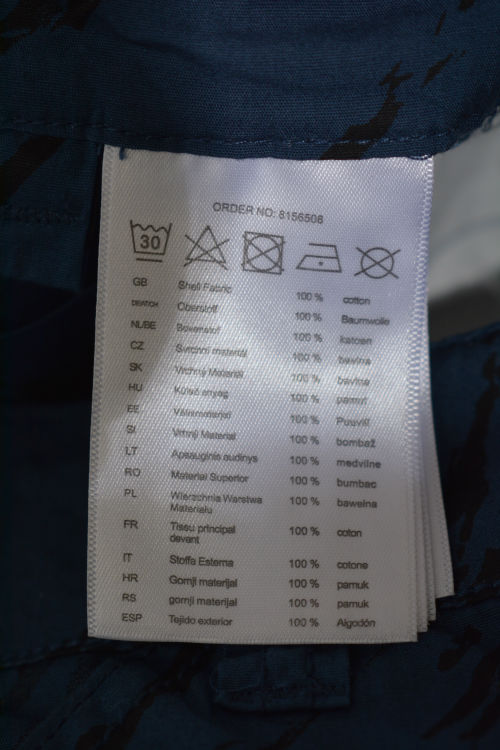 ORDER NO: 8156508
30
GB Shell Fabric 100 % cotton
DE/AT/CH Oberstoff 100 % Baumwolle
NL/BE Bovenstof 100 % katoen
CZ Svrchní materiál 100 % bavlna
SK Vrchný Materiál 100 % bavlna
HU Külső anyag 100 % pamut
EE Välismaterial 100 % Puuvill
SI Vrhnji Material 100 % bombaž
LT Apsauginis audinys 100 % medvilne
RO Material Superior 100 % bumbac
PL Wierzchnia Warstwa 100 % bawełna
Materiału
FR Tissu principal 100 % coton
devant
IT Stoffa Esterna 100 % cotone
HR Gornji materijal 100 % pamuk
RS gornji materijal 100 % pamuk
ESP Tejido exterior 100 % Algodón